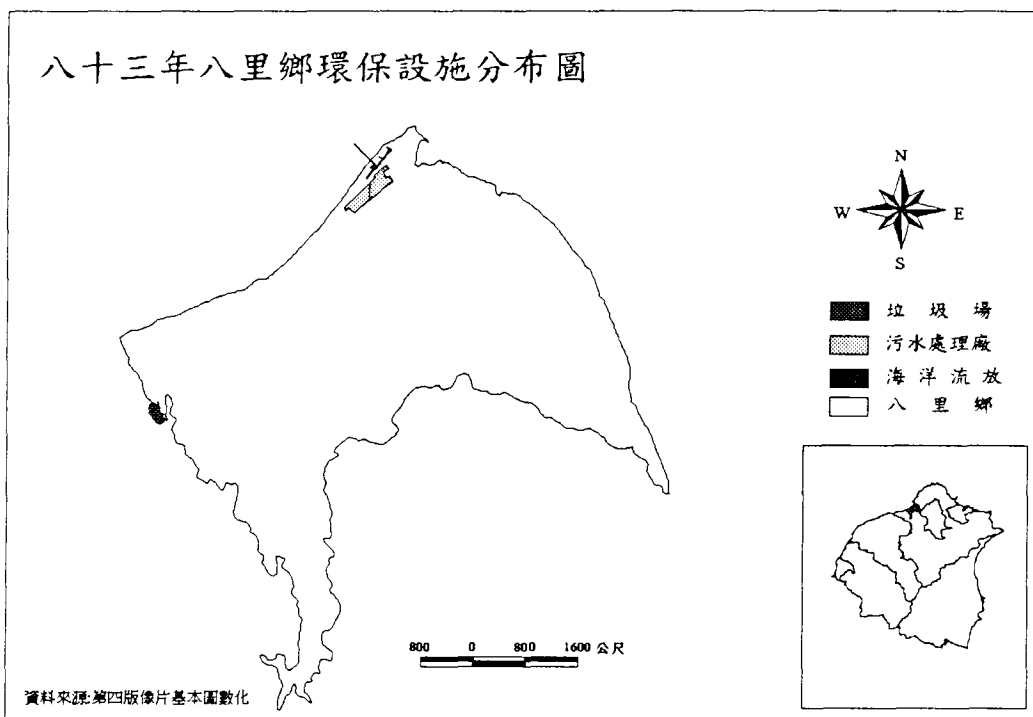 八十三年八里鄉環保設施分布圖
N
W E
S
垃圾場
污水處理廠
海洋流放
八里鄉
800 0 800 1600 公尺
資料來源:第四版像片基本圖數化